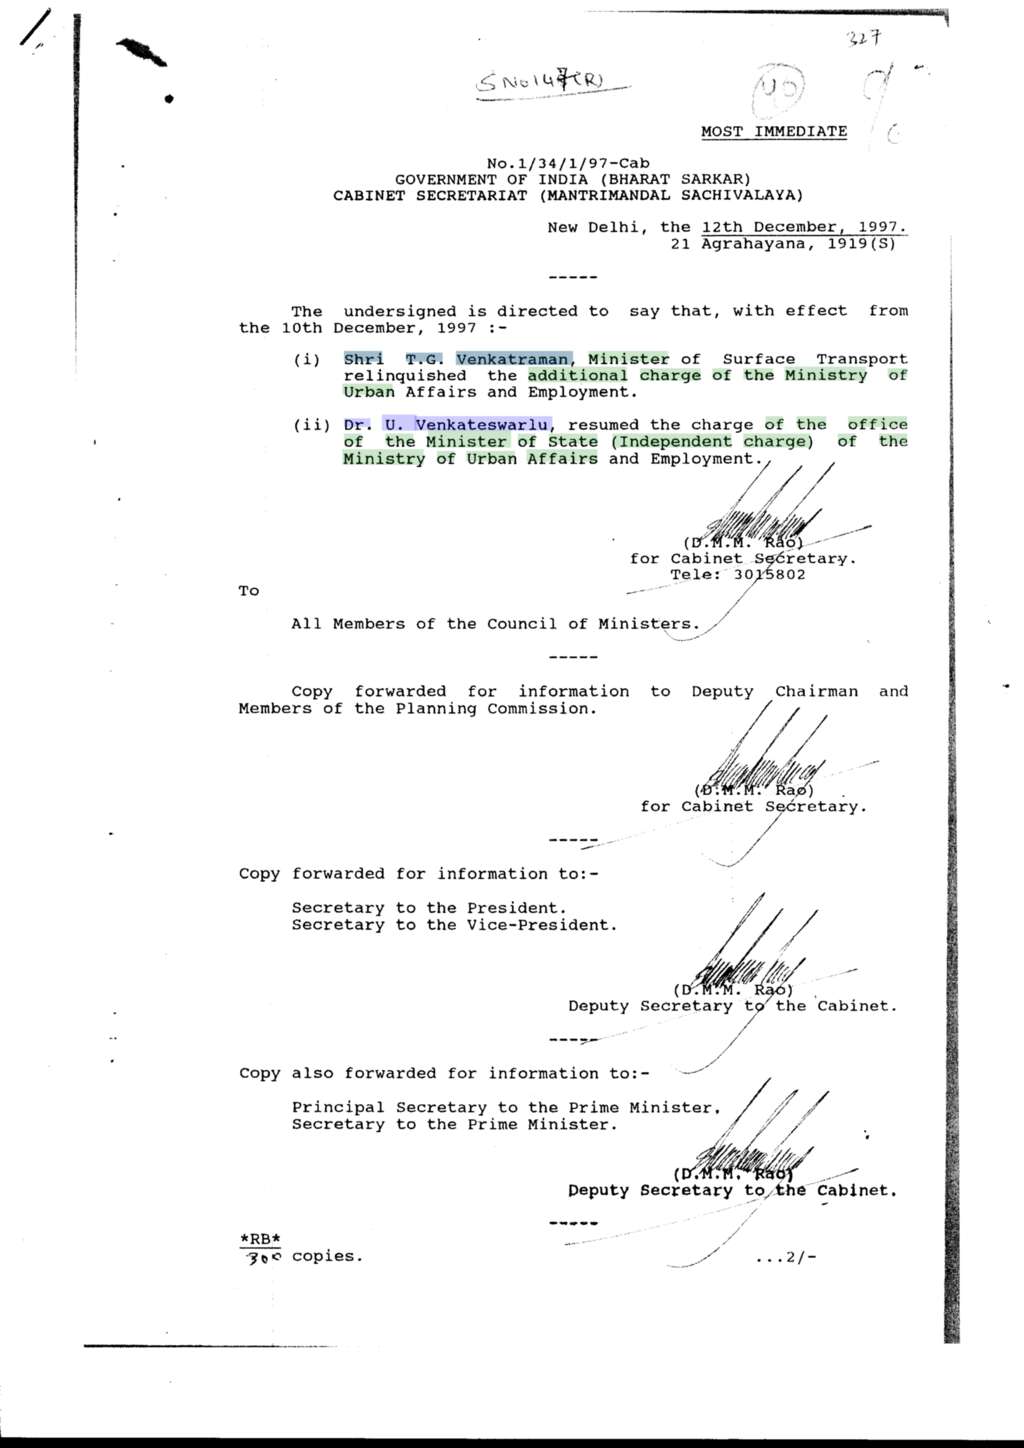 327
S No 147(R)
40
MOST IMMEDIATE
No.1/34/1/97-Cab
GOVERNMENT OF INDIA (BHARAT SARKAR)
CABINET SECRETARIAT (MANTRIMANDAL SACHIVALAYA)
New Delhi, the 12th December, 1997.
21 Agrahayana, 1919(S)
-----
The undersigned is directed to say that, with effect from
the 10th December, 1997 :-
(i) Shri T.G. Venkatraman, Minister of Surface Transport
relinquished the additional charge of the Ministry of
Urban Affairs and Employment.
(ii) Dr. U. Venkateswarlu, resumed the charge of the office
of the Minister of State (Independent charge) of the
Ministry of Urban Affairs and Employment.
(D.M.M. Rao)
for Cabinet Secretary.
Tele: 3015802
To
All Members of the Council of Ministers.
-----
Copy forwarded for information to Deputy Chairman and
Members of the Planning Commission.
(D.M.M. Rao)
for Cabinet Secretary.
-----
Copy forwarded for information to:-
Secretary to the President.
Secretary to the Vice-President.
(D.M.M. Rao)
Deputy Secretary to the Cabinet.
-----
Copy also forwarded for information to:-
Principal Secretary to the Prime Minister.
Secretary to the Prime Minister.
(D.M.M. Rao)
Deputy Secretary to the Cabinet.
-----
*RB*
300 copies.
...2/-